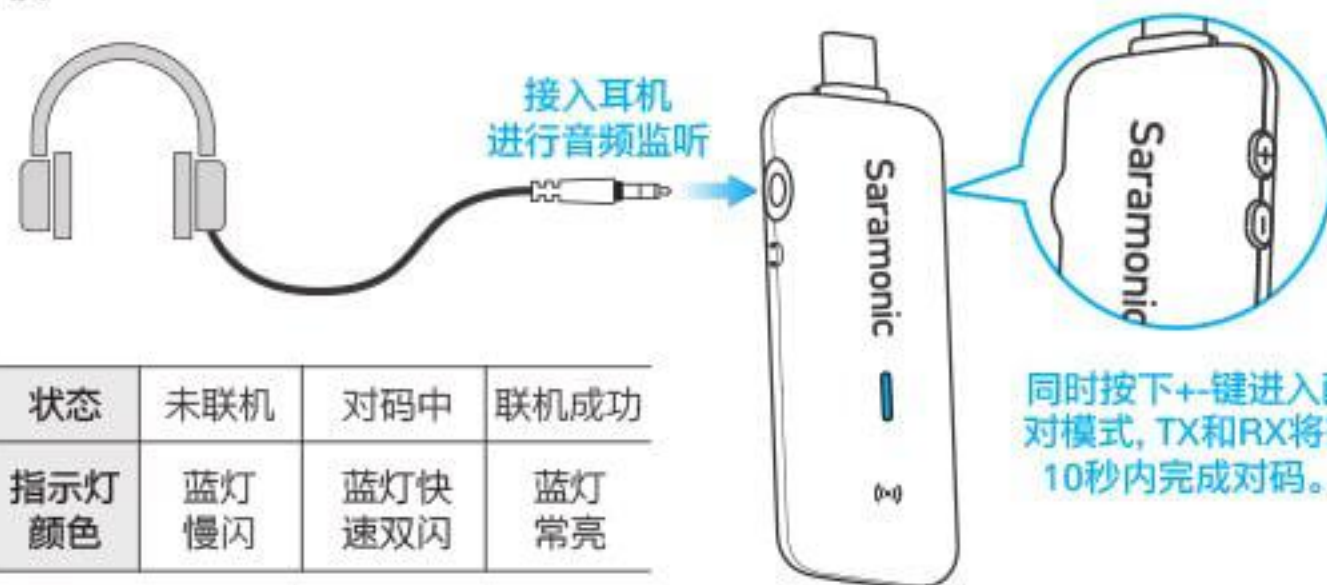 接入耳机
进行音频监听
Saramonic
Saramonic
+
-
同时按下+-键进入
对模式, TX和RX将
10秒内完成对码。
状态 未联机 对码中 联机成功
指示灯 蓝灯 蓝灯快 蓝灯
颜色 慢闪 速双闪 常亮